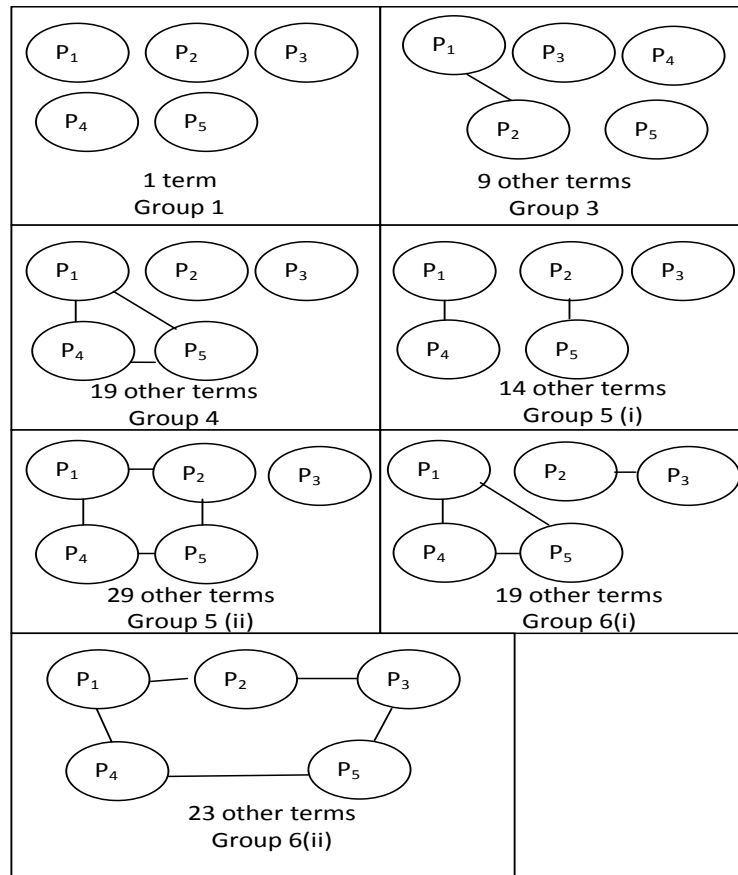 P₁ P₂ P₃
P₄ P₅
1 term
Group 1
P₁ P₃ P₄
P₂ P₅
9 other terms
Group 3
P₁ P₂ P₃
P₄ P₅
19 other terms
Group 4
P₁ P₂ P₃
P₄ P₅
14 other terms
Group 5 (i)
P₁ P₂ P₃
P₄ P₅
29 other terms
Group 5 (ii)
P₁ P₂ P₃
P₄ P₅
19 other terms
Group 6(i)
P₁ P₂ P₃
P₄ P₅
23 other terms
Group 6(ii)